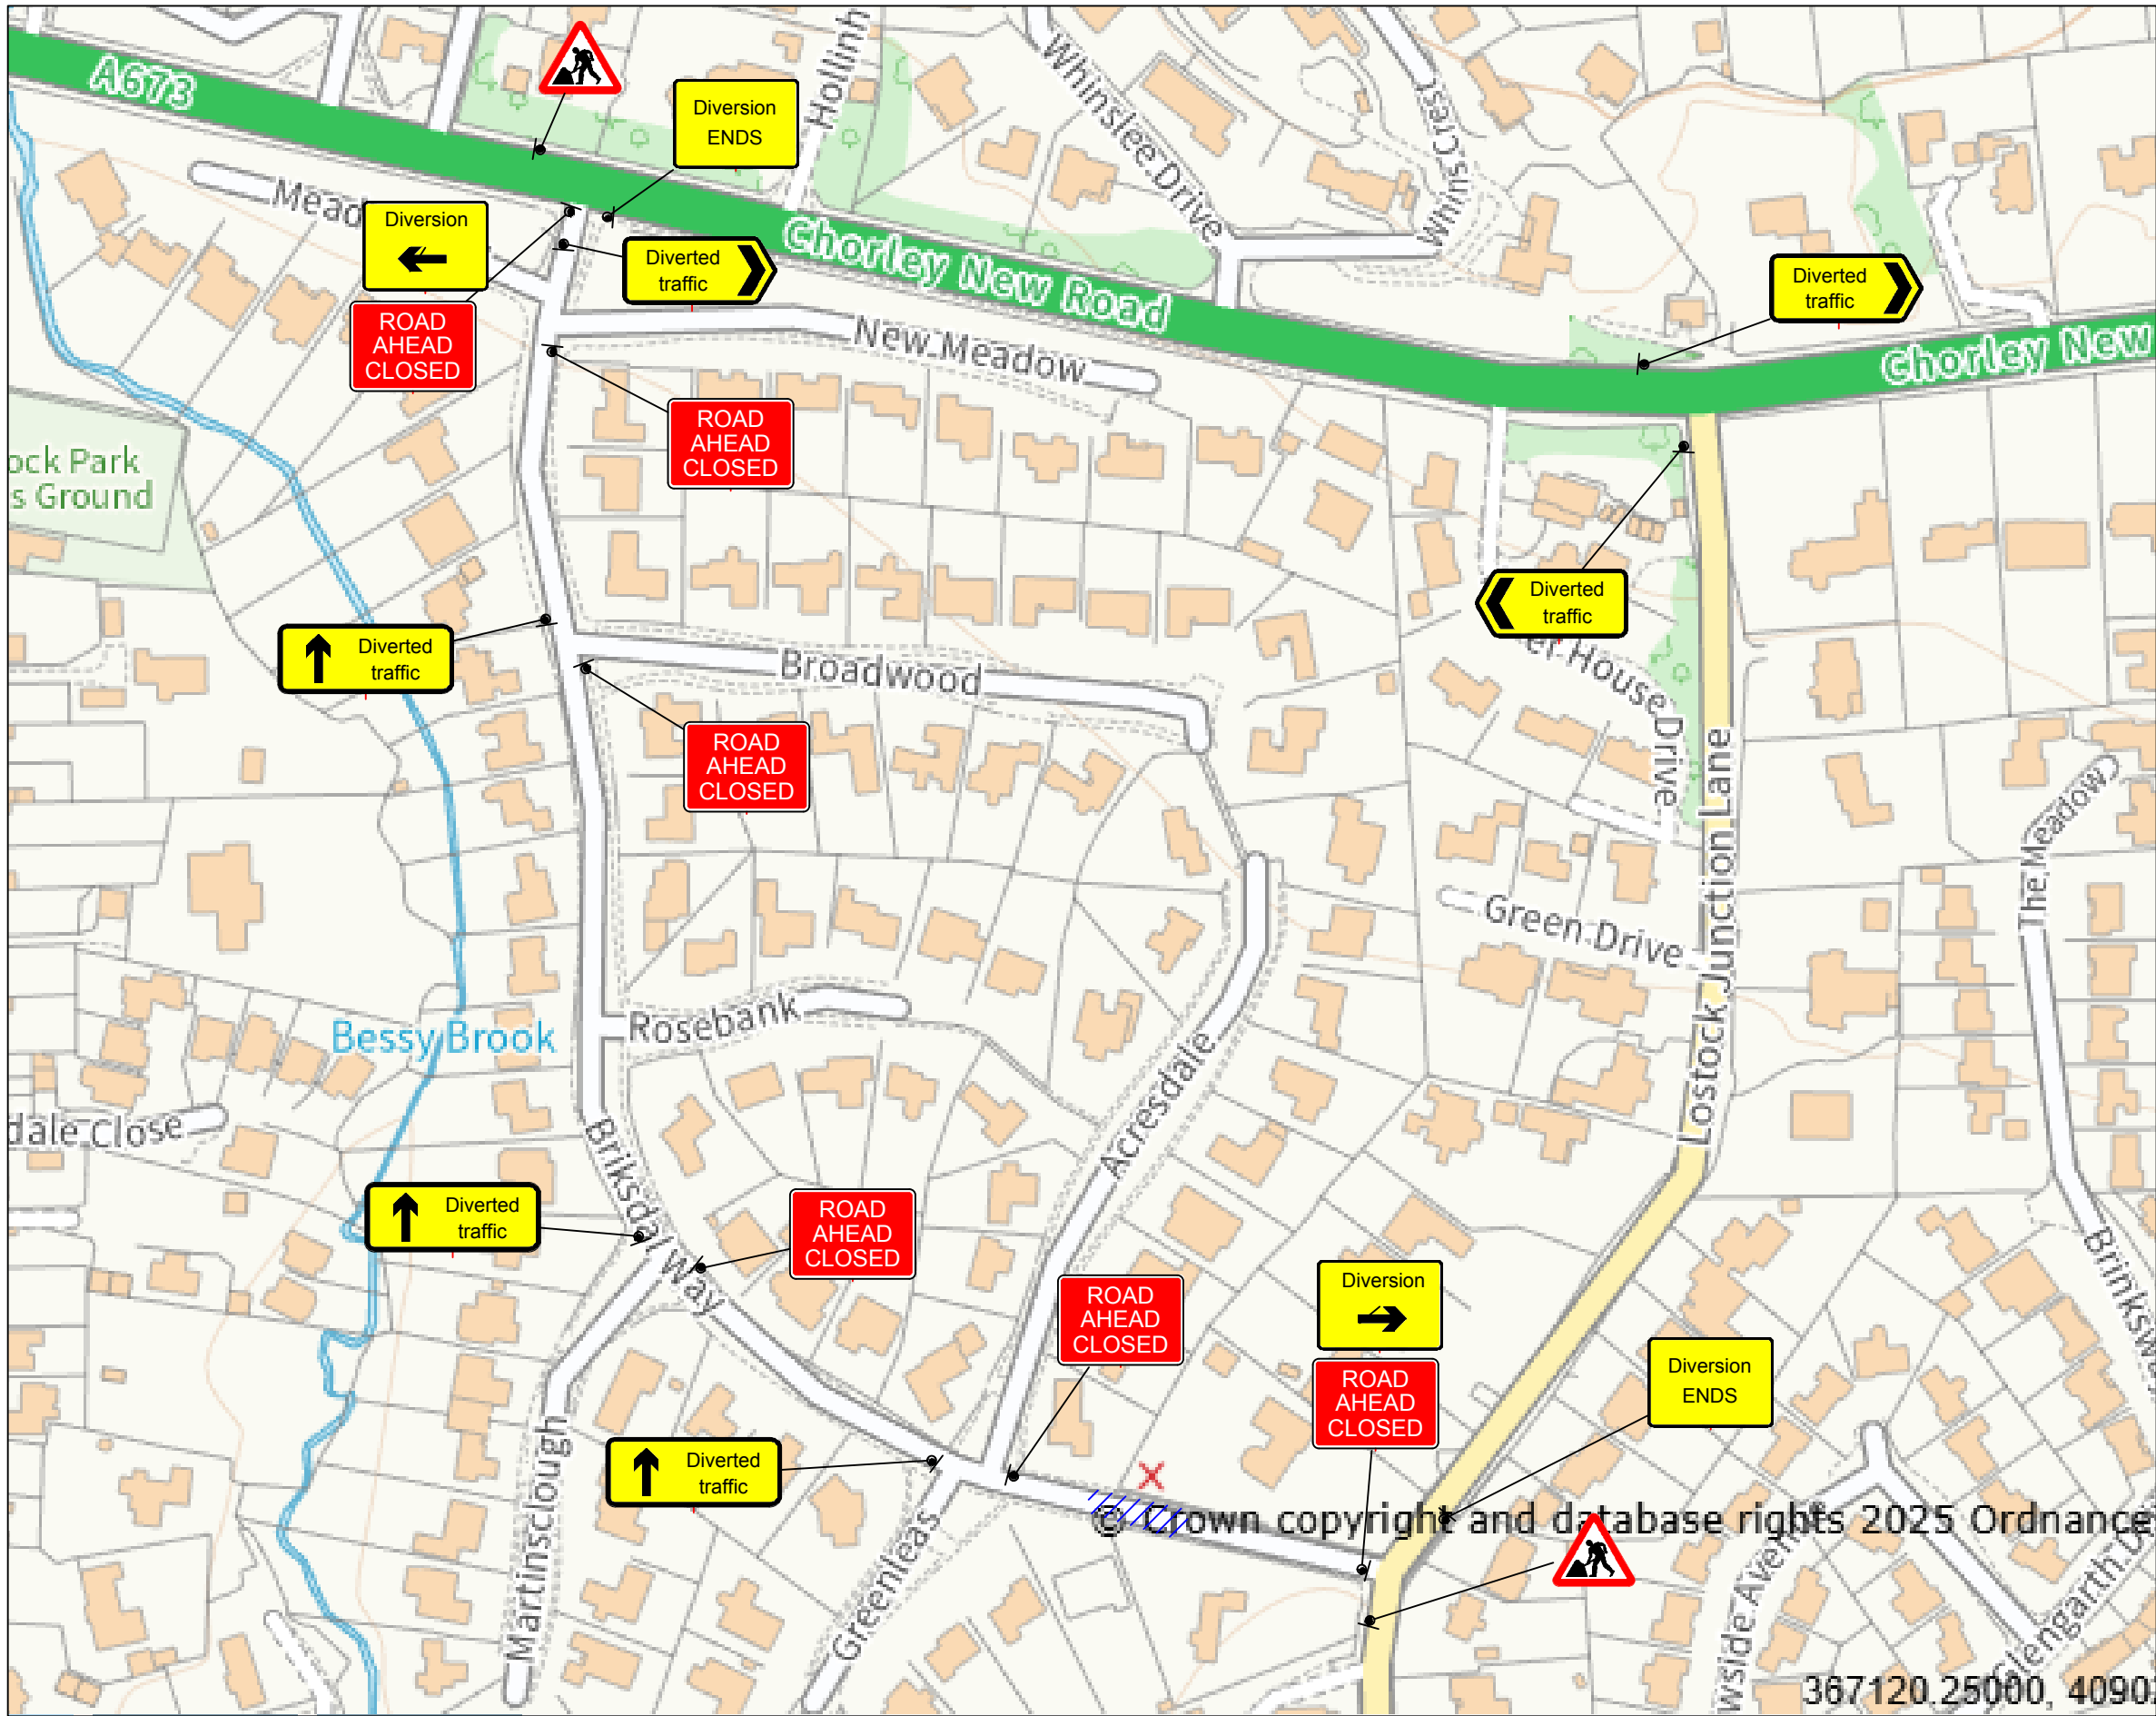 A673
Hollinh
Whinslee Drive
Whins Crest
Diversion
ENDS
Mead
Diversion
Diverted
traffic
Chorley New Road
Diverted
traffic
Chorley New
ROAD
AHEAD
CLOSED
New Meadow
ROAD
AHEAD
CLOSED
ock Park
s Ground
Diverted
traffic
er House Drive
Diverted
traffic
Broadwood
ROAD
AHEAD
CLOSED
Lostock Junction Lane
The Meadow
Green Drive
Rosebank
Bessy Brook
Acresdale
dale Close
Briksdal Way
Diverted
traffic
ROAD
AHEAD
CLOSED
ROAD
AHEAD
CLOSED
Diversion
ROAD
AHEAD
CLOSED
Diversion
ENDS
Brinksw
Diverted
traffic
Martinsclough
Greenleas
© Crown copyright and database rights 2025 Ordnance
wside Aven
alengarth D
367120.25000, 4090